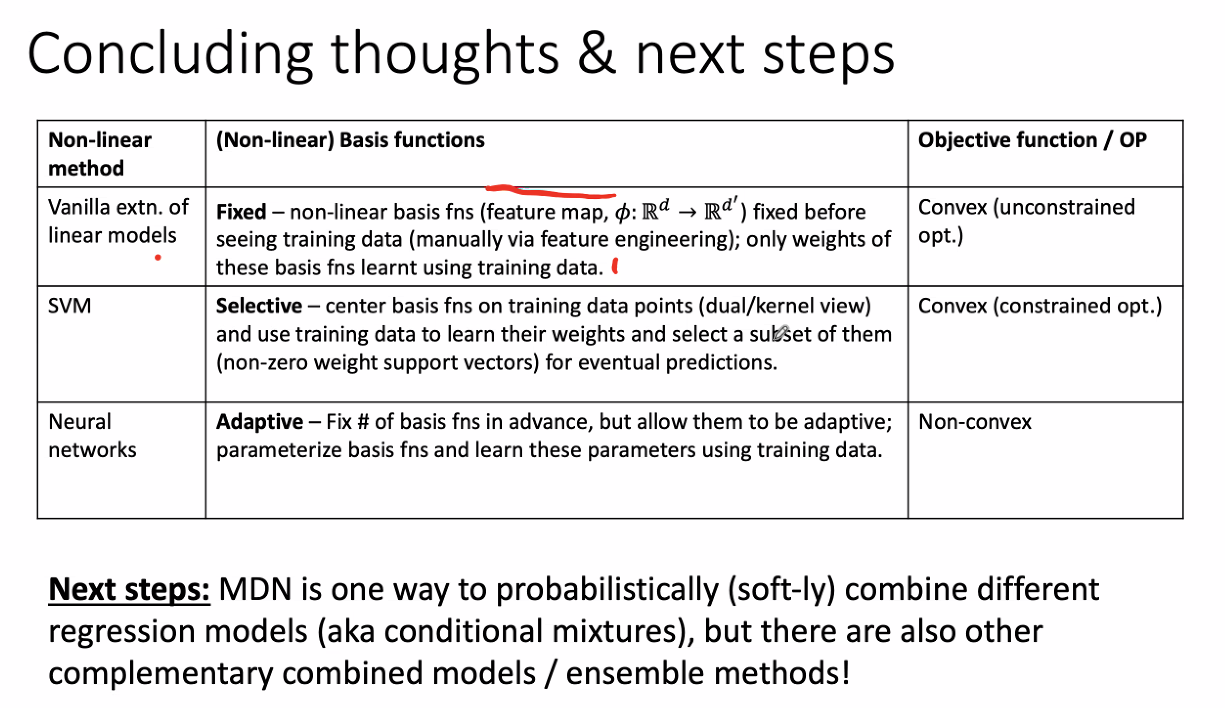 Concluding thoughts & next steps
Non-linear
method
(Non-linear) Basis functions
Objective function / OP
Vanilla extn. of
linear models
Fixed – non-linear basis fns (feature map, ϕ: ℝᵈ → ℝᵈ′) fixed before
seeing training data (manually via feature engineering); only weights of
these basis fns learnt using training data.
Convex (unconstrained
opt.)
SVM
Selective – center basis fns on training data points (dual/kernel view)
and use training data to learn their weights and select a subset of them
(non-zero weight support vectors) for eventual predictions.
Convex (constrained opt.)
Neural
networks
Adaptive – Fix # of basis fns in advance, but allow them to be adaptive;
parameterize basis fns and learn these parameters using training data.
Non-convex
Next steps: MDN is one way to probabilistically (soft-ly) combine different
regression models (aka conditional mixtures), but there are also other
complementary combined models / ensemble methods!